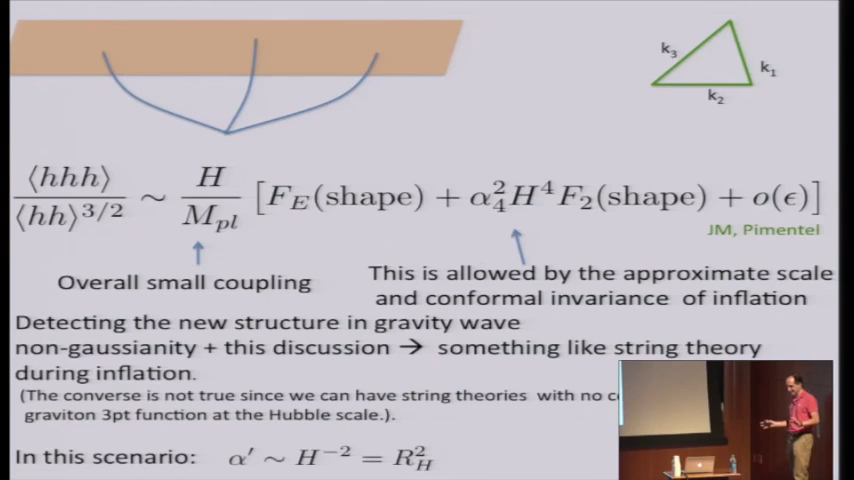 k₃
k₁
k₂
⟨hhh⟩ / ⟨hh⟩^{3/2} ∼ H / M_{pl} [F_E(shape) + α₄²H⁴F₂(shape) + o(ϵ)]
JM, Pimentel
Overall small coupling
This is allowed by the approximate scale
and conformal invariance of inflation
Detecting the new structure in gravity wave
non-gaussianity + this discussion → something like string theory
during inflation.
(The converse is not true since we can have string theories with no
graviton 3pt function at the Hubble scale.).
In this scenario: α′ ∼ H⁻² = R_H²